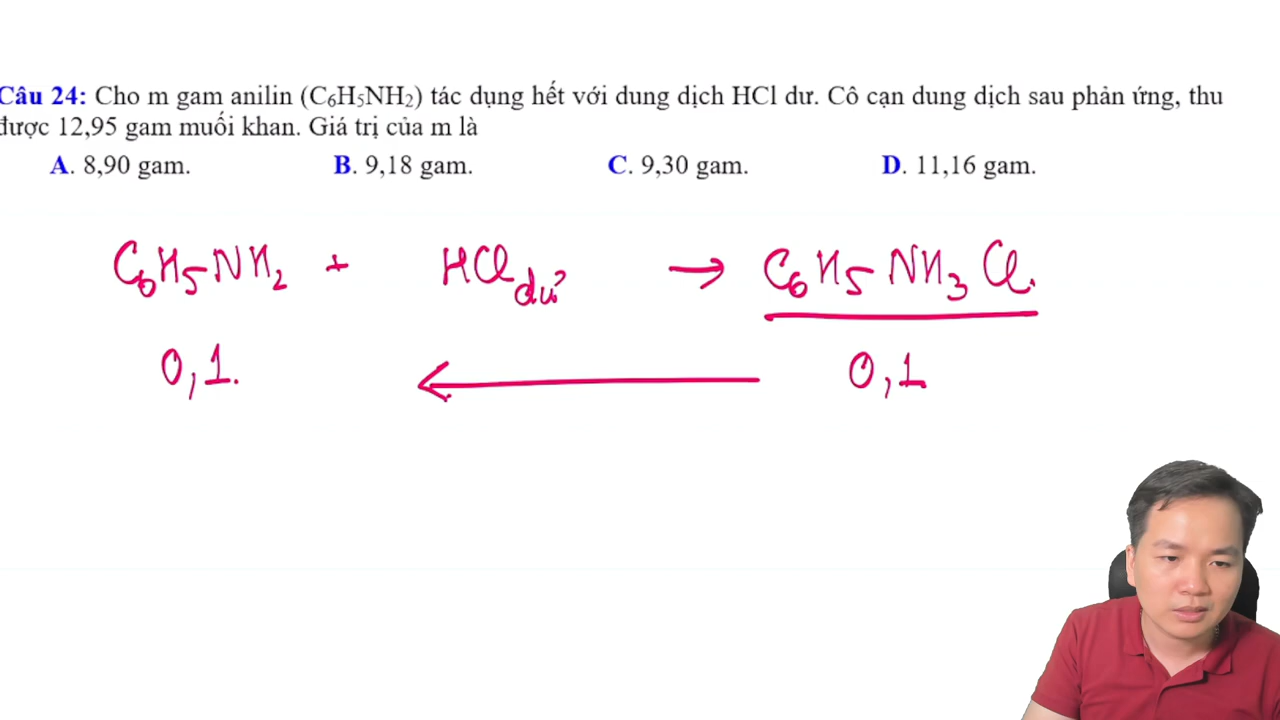 Câu 24: Cho m gam anilin (C₆H₅NH₂) tác dụng hết với dung dịch HCl dư. Cô cạn dung dịch sau phản ứng, thu
được 12,95 gam muối khan. Giá trị của m là
A. 8,90 gam. B. 9,18 gam. C. 9,30 gam. D. 11,16 gam.
C₆H₅NH₂ + HCl dư → C₆H₅NH₃Cl.
0,1. ← 0,1